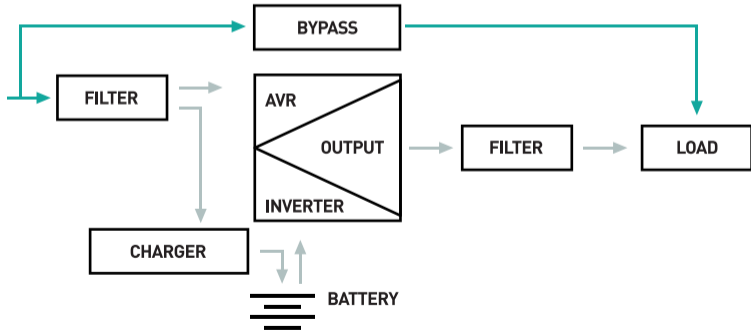 BYPASS
FILTER
AVR
OUTPUT
FILTER
LOAD
INVERTER
CHARGER
BATTERY